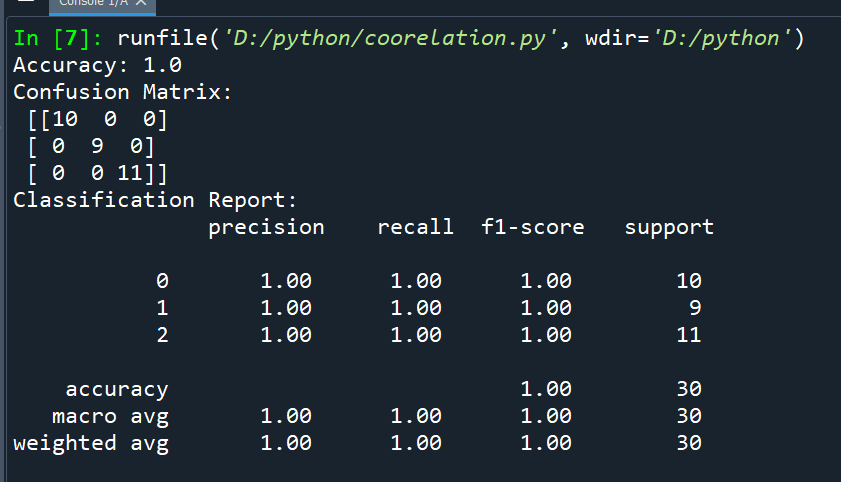 Console 1/A ×
In [7]: runfile('D:/python/coorelation.py', wdir='D:/python')
Accuracy: 1.0
Confusion Matrix:
[[10 0 0]
[ 0 9 0]
[ 0 0 11]]
Classification Report:
precision recall f1-score support
0 1.00 1.00 1.00 10
1 1.00 1.00 1.00 9
2 1.00 1.00 1.00 11
accuracy 1.00 30
macro avg 1.00 1.00 1.00 30
weighted avg 1.00 1.00 1.00 30